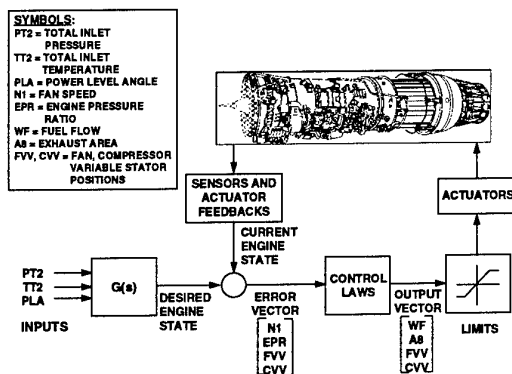 SYMBOLS:
PT2 = TOTAL INLET
PRESSURE
TT2 = TOTAL INLET
TEMPERATURE
PLA = POWER LEVEL ANGLE
N1 = FAN SPEED
EPR = ENGINE PRESSURE
RATIO
WF = FUEL FLOW
A8 = EXHAUST AREA
FVV, CVV = FAN, COMPRESSOR
VARIABLE STATOR
POSITIONS
SENSORS AND
ACTUATOR
FEEDBACKS
ACTUATORS
CURRENT
ENGINE
STATE
PT2
TT2
PLA
INPUTS
G(s)
DESIRED
ENGINE STATE
ERROR
VECTOR
N1
EPR
FVV
CVV
CONTROL
LAWS
OUTPUT
VECTOR
WF
A8
FVV
CVV
LIMITS